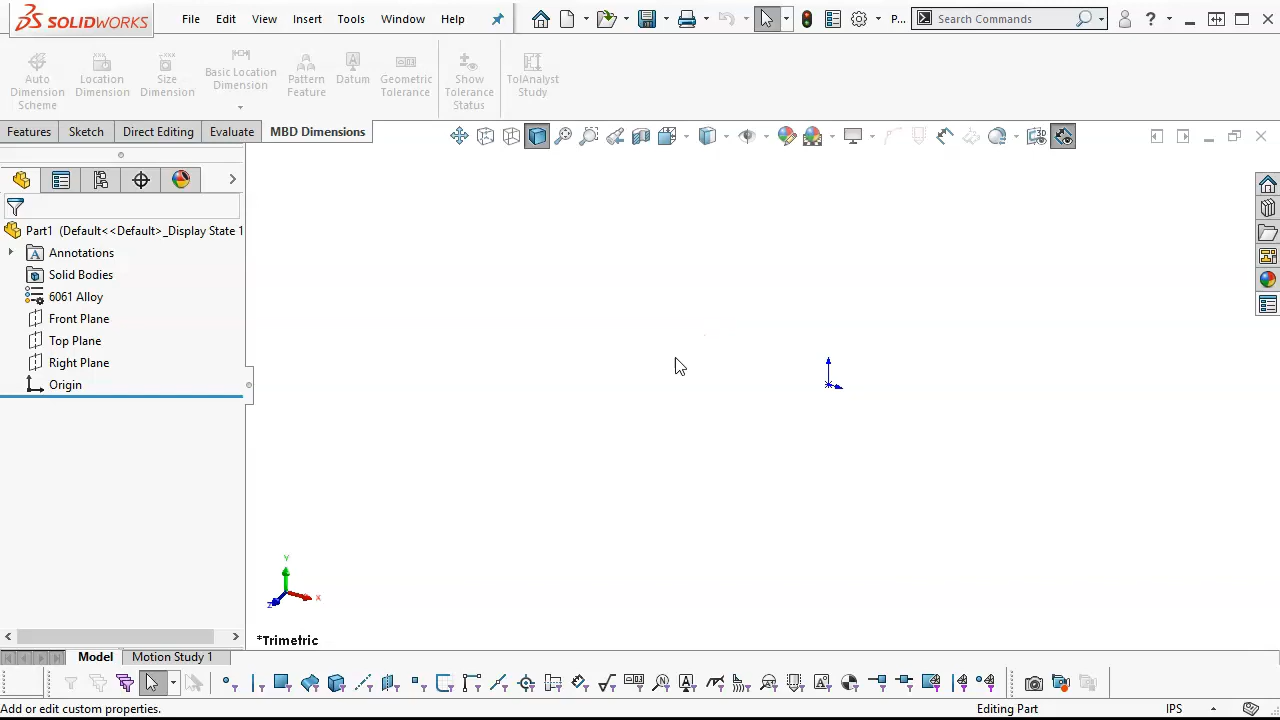 SOLIDWORKS File Edit View Insert Tools Window Help P... Search Commands ?
Auto Dimension Scheme
Location Dimension
Size Dimension
Basic Location Dimension
Pattern Feature
Datum
Geometric Tolerance
Show Tolerance Status
TolAnalyst Study
Features Sketch Direct Editing Evaluate MBD Dimensions
Part1 (Default<<Default>_Display State 1
Annotations
Solid Bodies
6061 Alloy
Front Plane
Top Plane
Right Plane
Origin
Y
X
Z
*Trimetric
Model Motion Study 1
Add or edit custom properties. Editing Part IPS